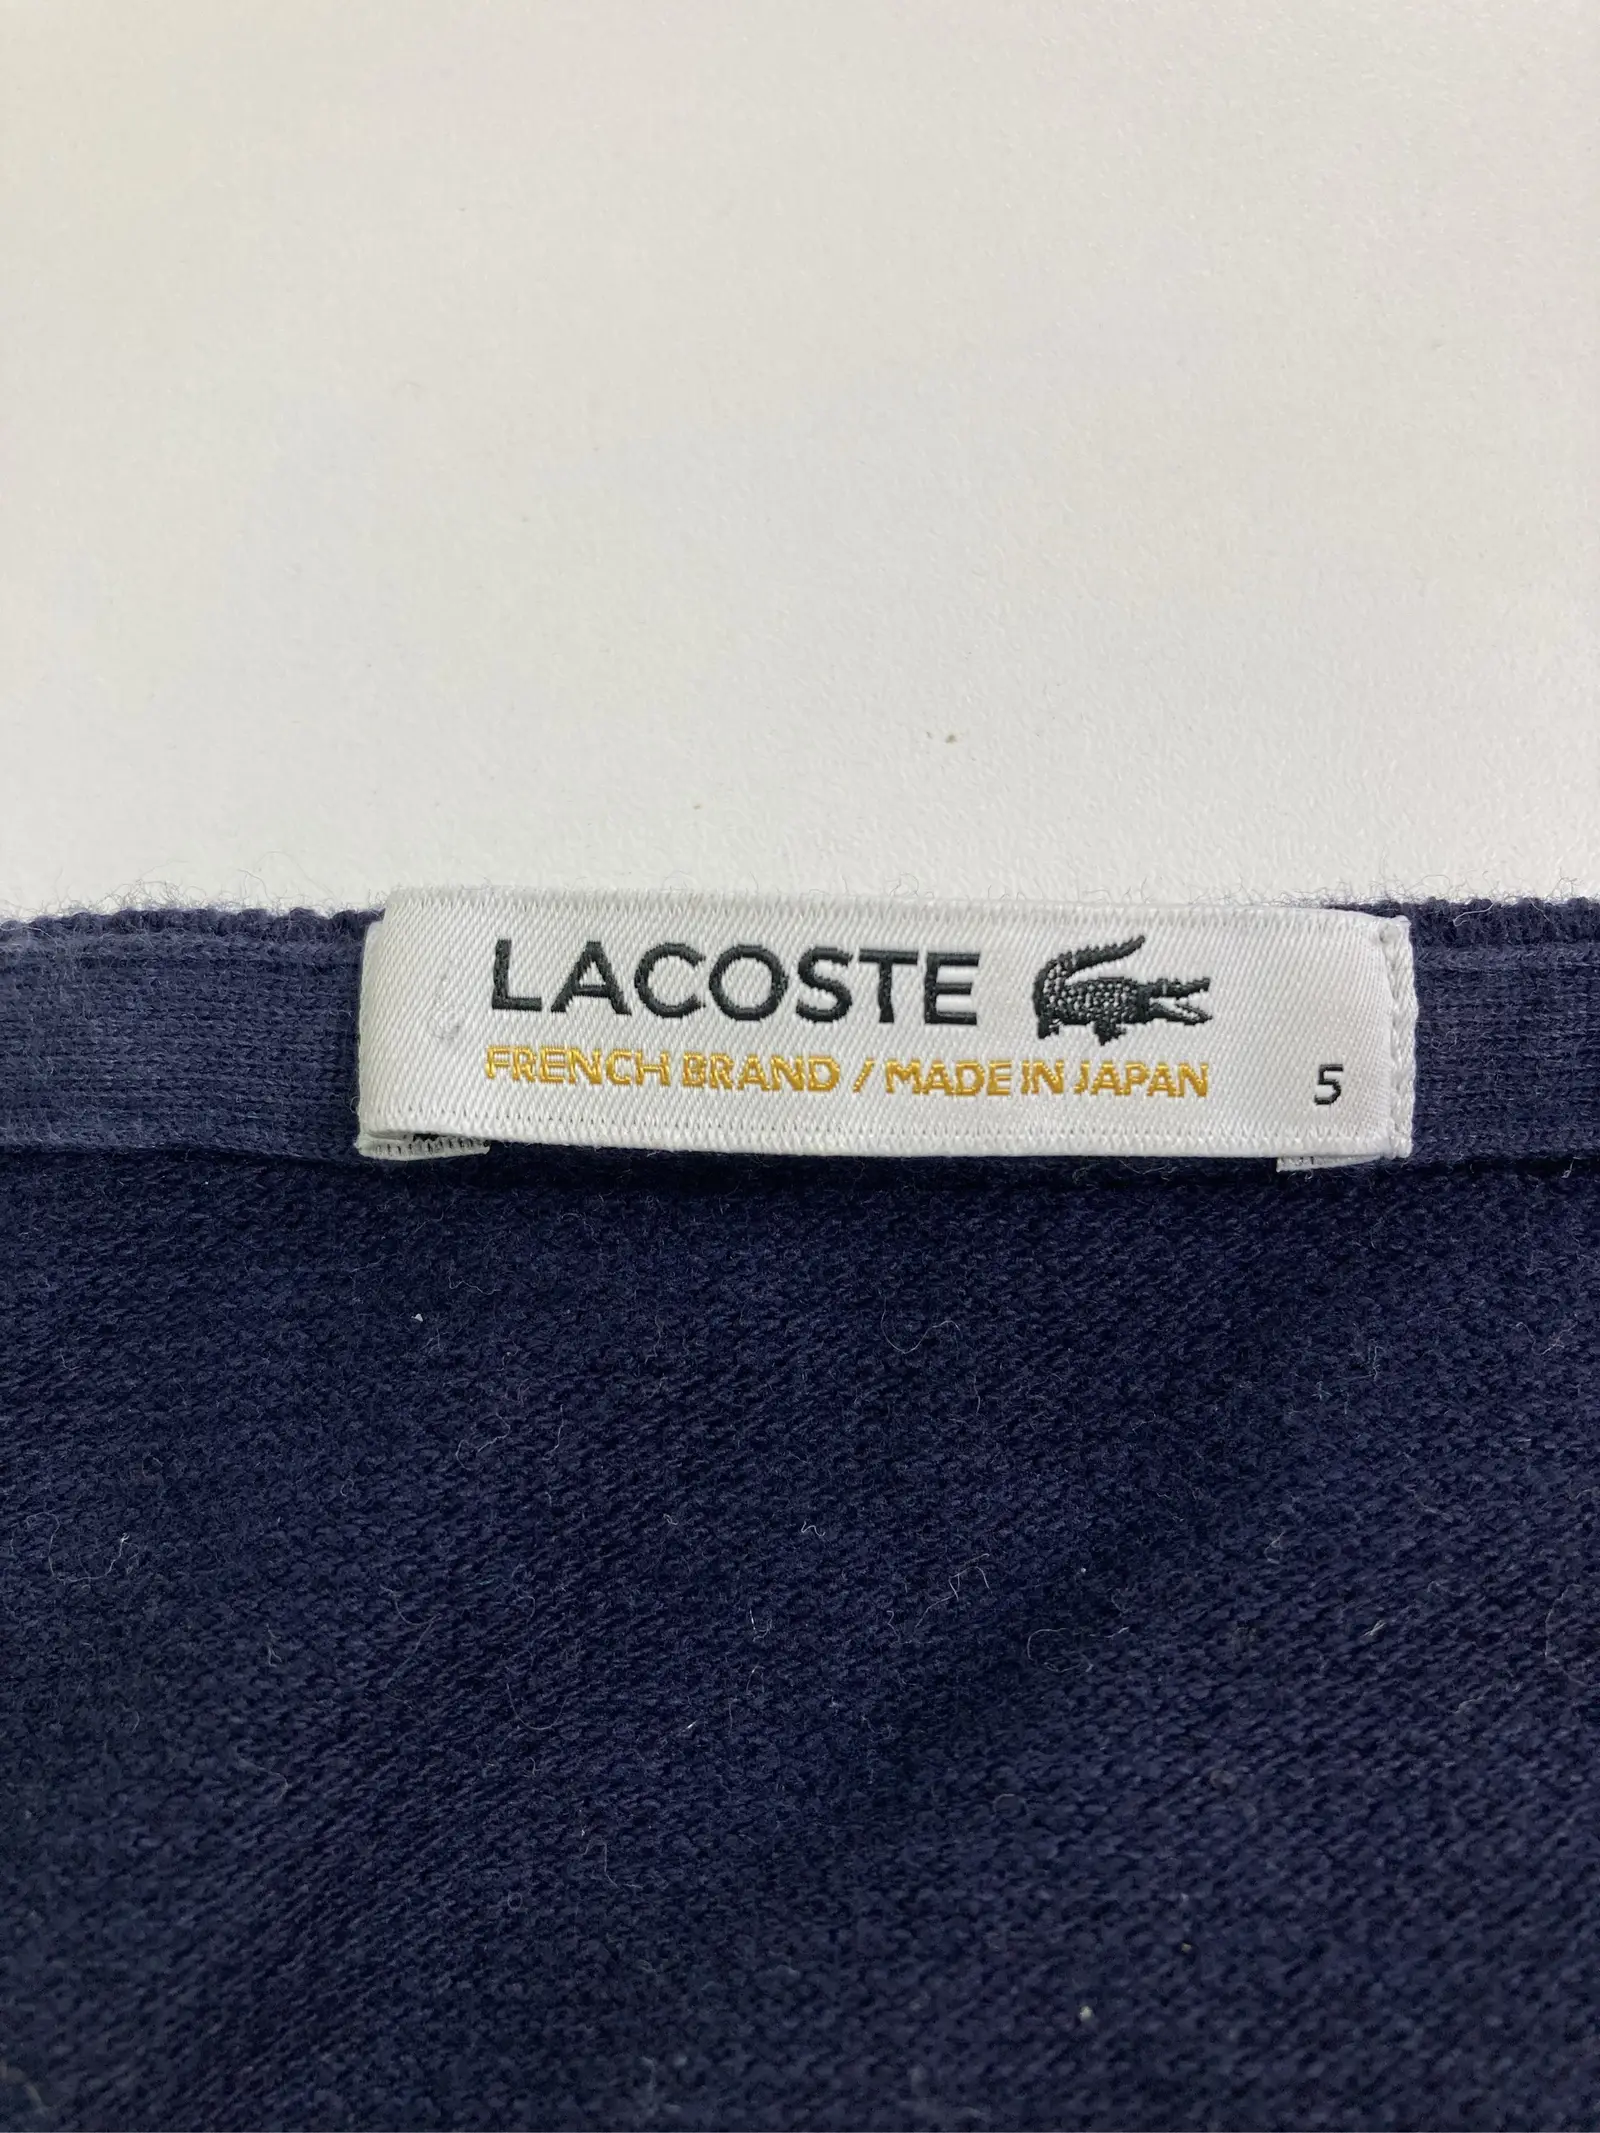 LACOSTE
FRENCH BRAND / MADE IN JAPAN
5